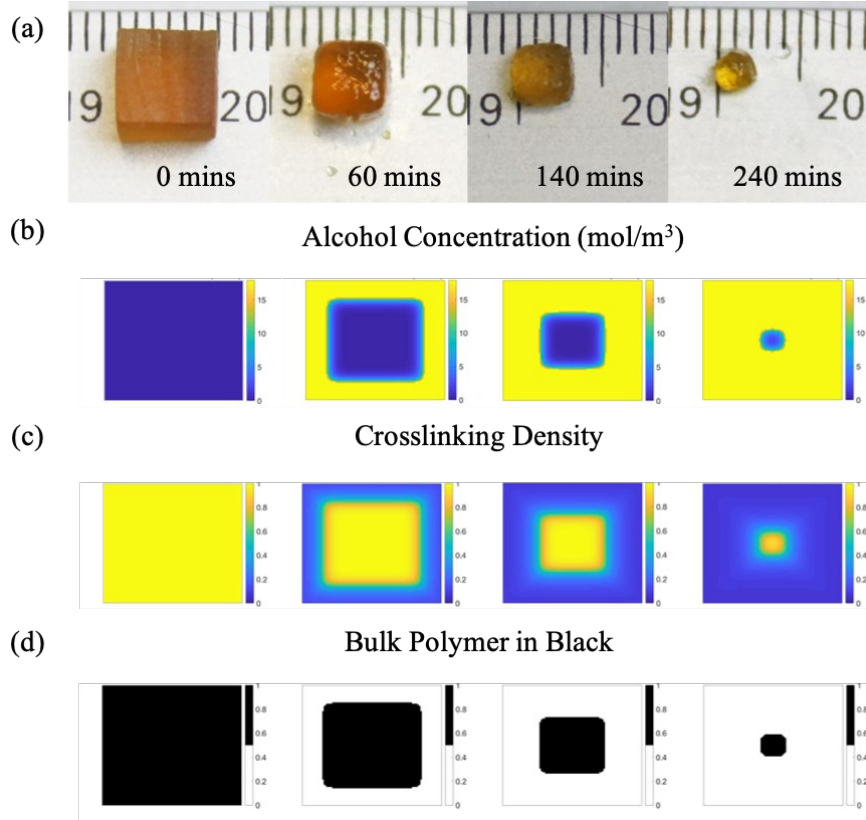 (a)
19 20 19 20 19 20 19 20
0 mins 60 mins 140 mins 240 mins
(b)
Alcohol Concentration (mol/m³)
15 15 15 15
10 10 10 10
5 5 5 5
0 0 0 0
(c)
Crosslinking Density
1 1 1 1
0.8 0.8 0.8 0.8
0.6 0.6 0.6 0.6
0.4 0.4 0.4 0.4
0.2 0.2 0.2 0.2
0 0 0 0
(d)
Bulk Polymer in Black
1 1 1 1
0.8 0.8 0.8 0.8
0.6 0.6 0.6 0.6
0.4 0.4 0.4 0.4
0.2 0.2 0.2 0.2
0 0 0 0